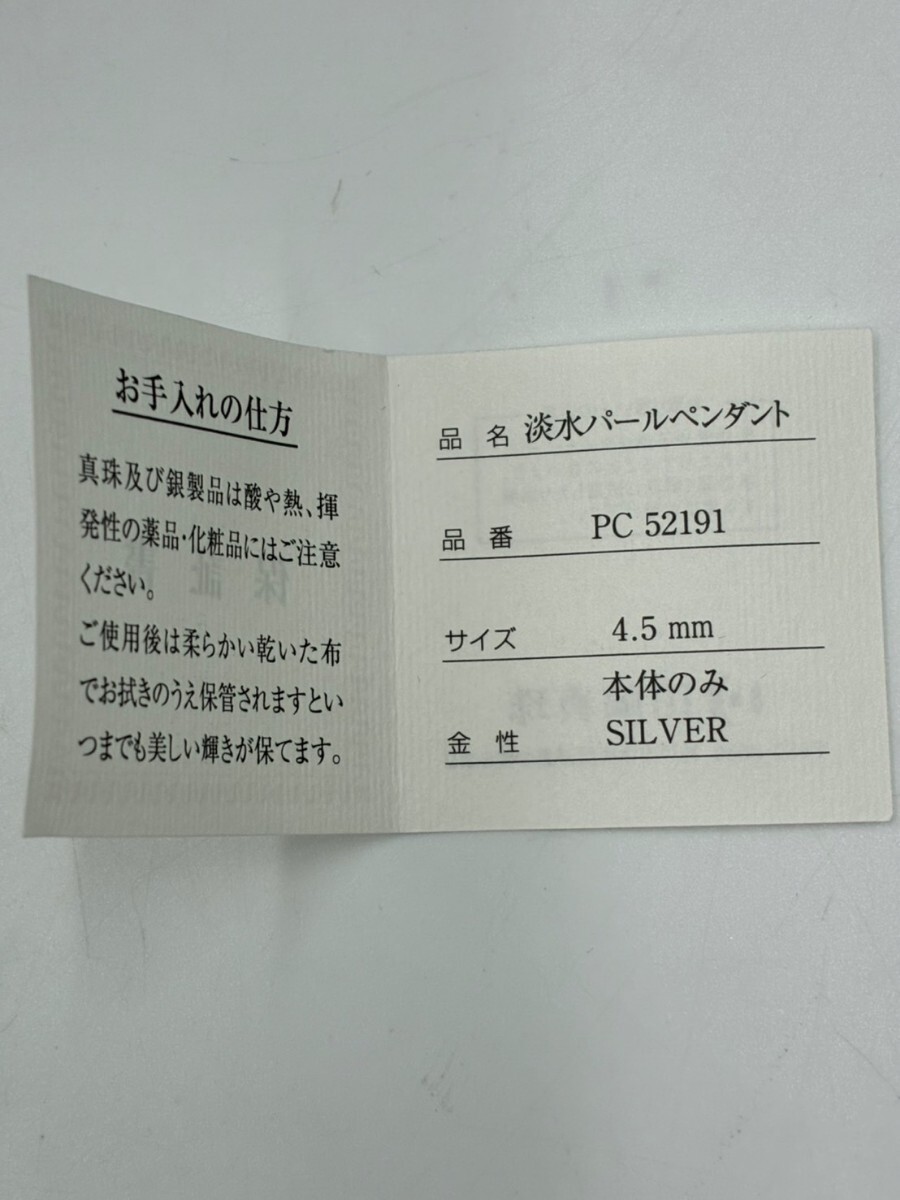 お手入れの仕方
真珠及び銀製品は酸や熱、揮
発性の薬品・化粧品にはご注意
ください。
ご使用後は柔らかい乾いた布
でお拭きのうえ保管されますとい
つまでも美しい輝きが保てます。
品 名 淡水パールペンダント
品 番 PC 52191
サイズ 4.5 mm
本体のみ
金 性 SILVER